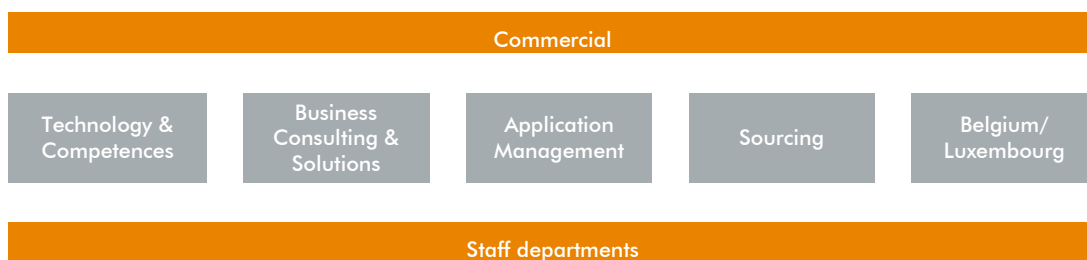 Commercial
Technology &
Competences
Business
Consulting &
Solutions
Application
Management
Sourcing
Belgium/
Luxembourg
Staff departments